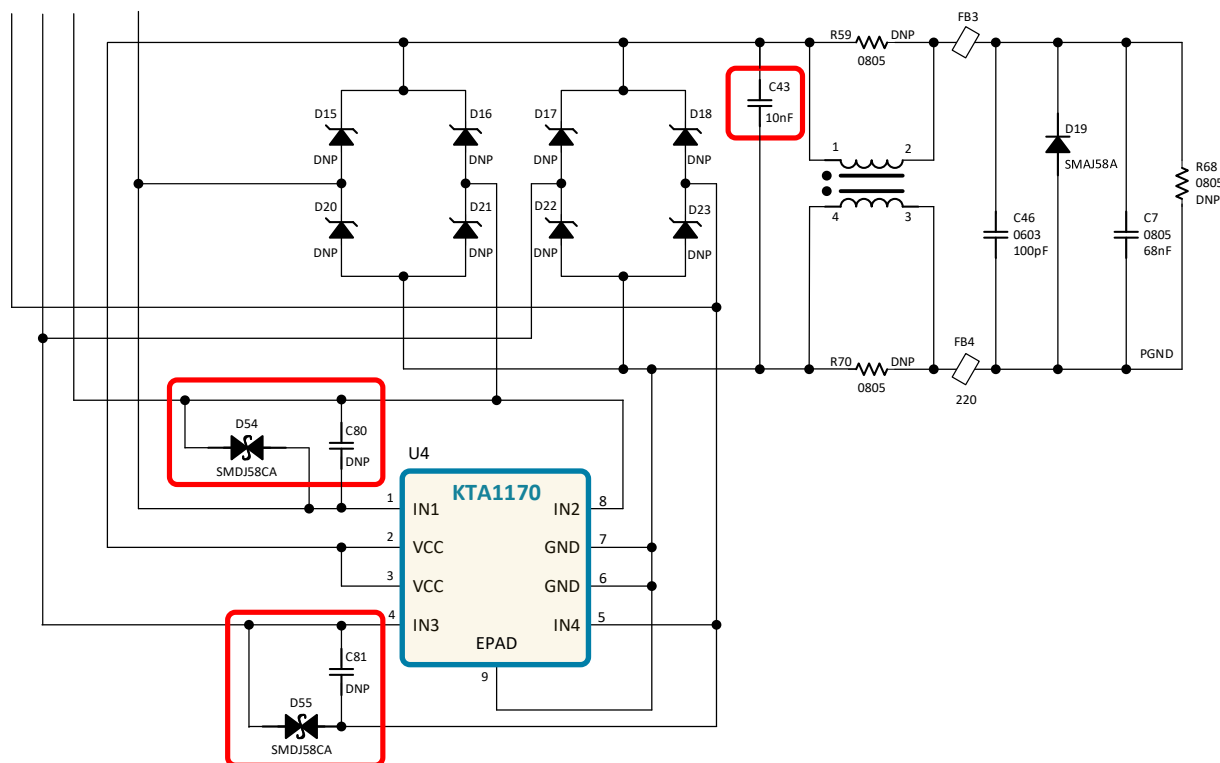 FB3
R59 DNP
0805
C43
10nF
D15
DNP
D16
DNP
D17
DNP
D18
DNP
1 2
4 3
D19
SMAJ58A
R68
0805
DNP
D20
DNP
D21
DNP
D22
DNP
D23
DNP
C46
0603
100pF
C7
0805
68nF
FB4
220
PGND
R70 DNP
0805
D54
SMDJ58CA
C80
DNP
U4
KTA1170
1 IN1 IN2 8
2 VCC GND 7
3 VCC GND 6
4 IN3 IN4 5
EPAD
9
C81
DNP
D55
SMDJ58CA